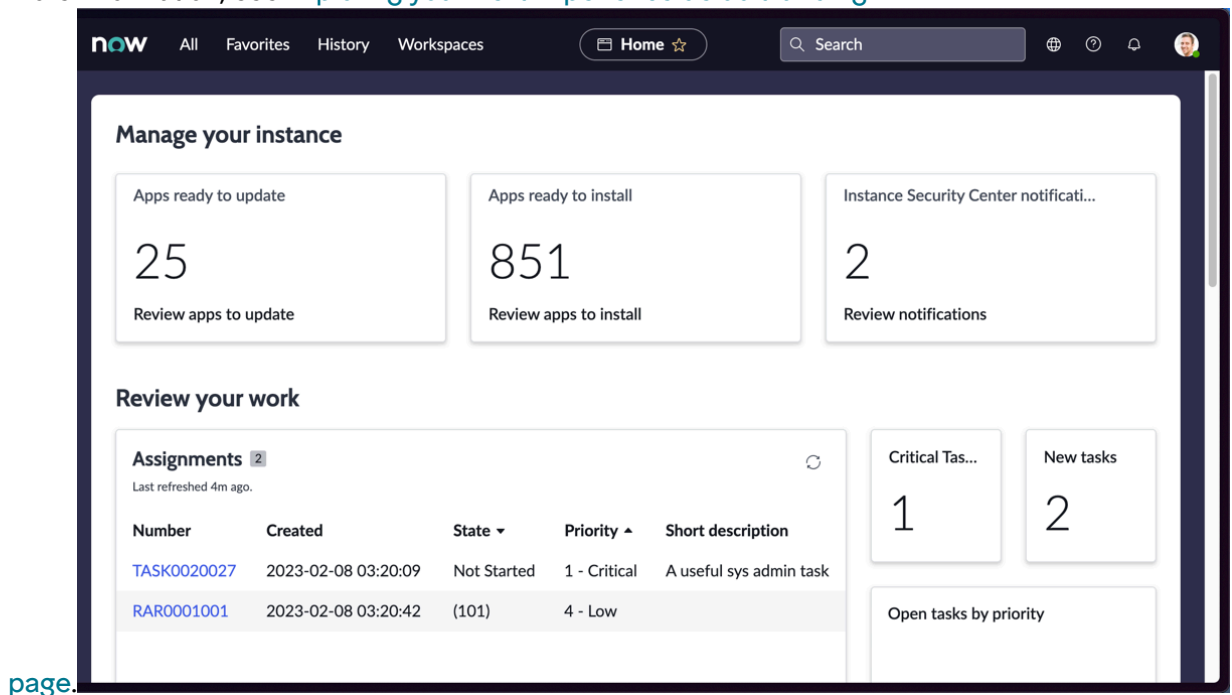 now All Favorites History Workspaces Home Search
Manage your instance
Apps ready to update
25
Review apps to update
Apps ready to install
851
Review apps to install
Instance Security Center notificati...
2
Review notifications
Review your work
Assignments 2
Last refreshed 4m ago.
Number Created State Priority Short description
TASK0020027 2023-02-08 03:20:09 Not Started 1 - Critical A useful sys admin task
RAR0001001 2023-02-08 03:20:42 (101) 4 - Low
Critical Tas...
1
New tasks
2
Open tasks by priority
page.